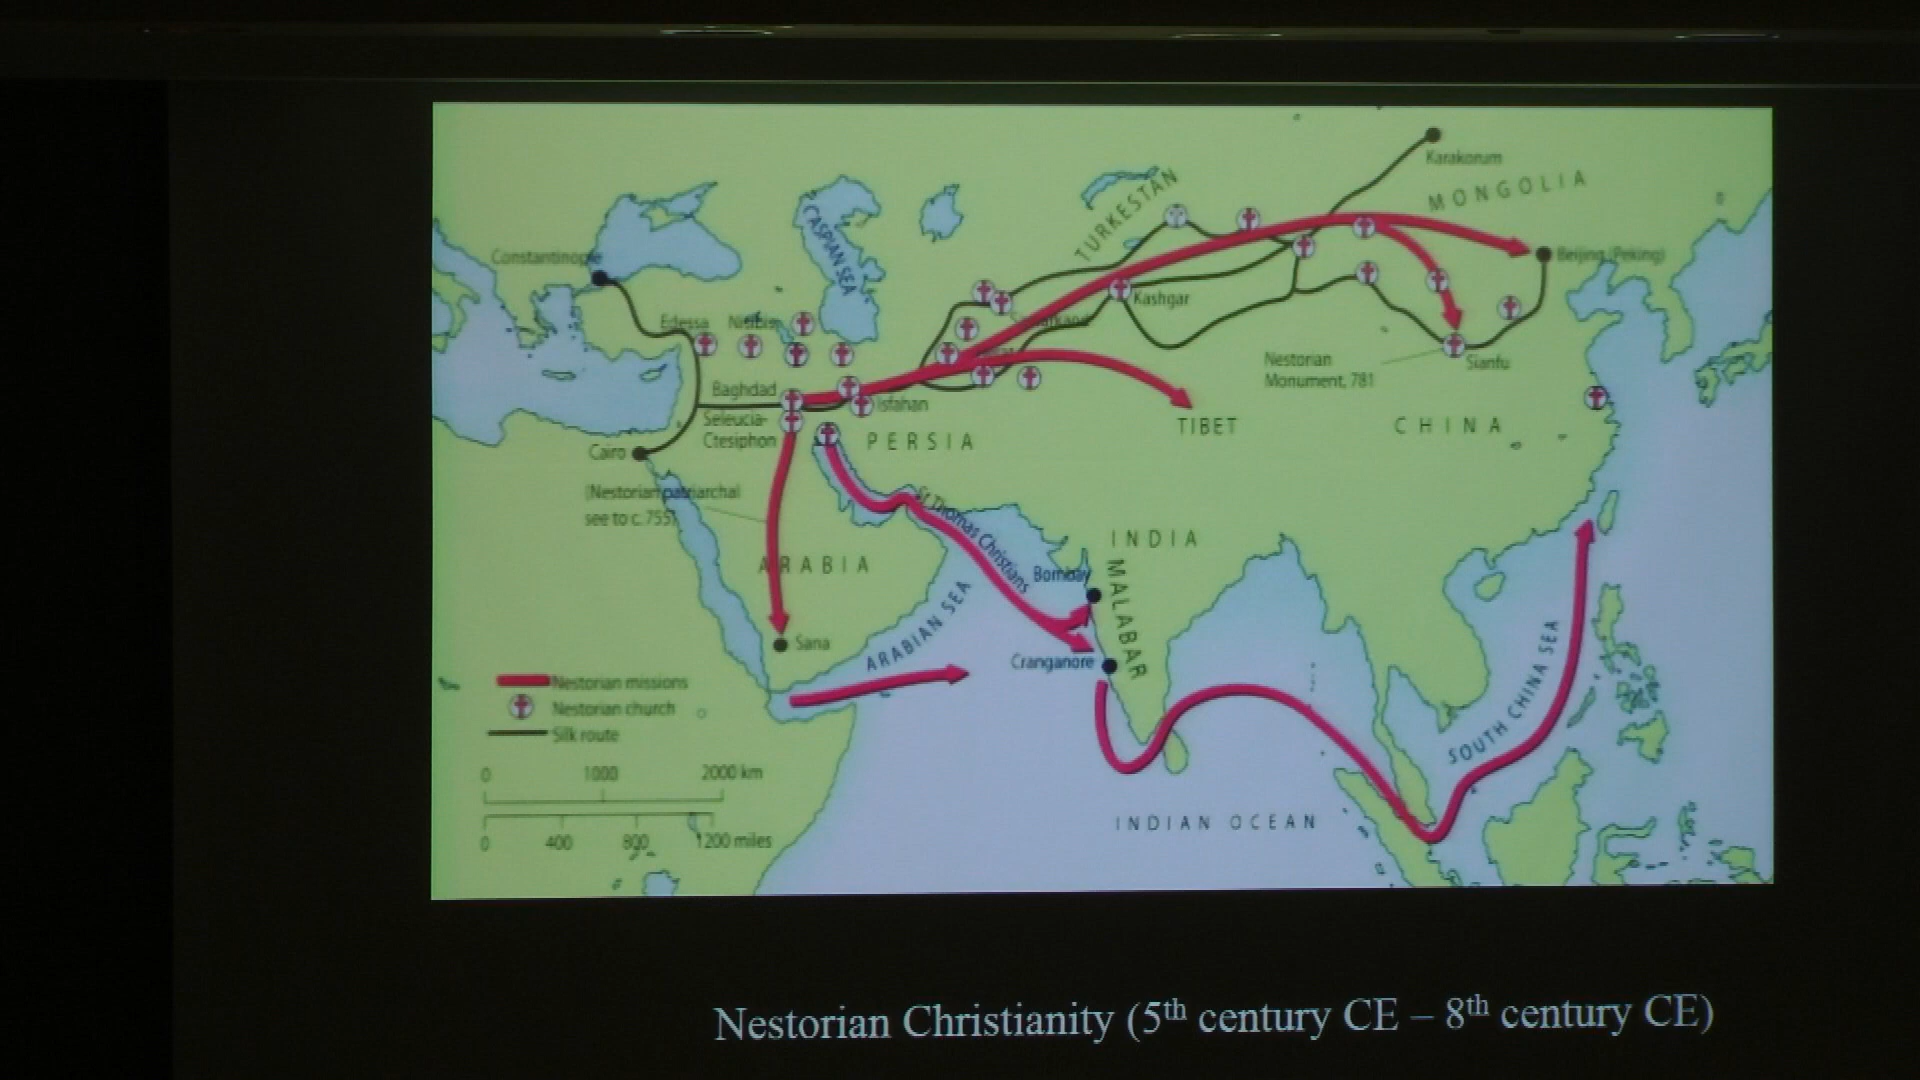 Karakorum
MONGOLIA
TURKESTAN
CASPIAN SEA
Constantinople
Beijing (Peking)
Edessa
Nisibis
Kashgar
Samarkand
Nestorian
Monument, 781
Sianfu
Baghdad
Isfahan
Seleucia-
Ctesiphon
PERSIA
TIBET
CHINA
Cairo
(Nestorian patriarchal
see to c.755)
St Thomas Christians
INDIA
ARABIA
Bombay
MALABAR
ARABIAN SEA
Sana
Cranganore
SOUTH CHINA SEA
Nestorian missions
Nestorian church
Silk route
0 1000 2000 km
0 400 800 1200 miles
INDIAN OCEAN
Nestorian Christianity (5th century CE – 8th century CE)